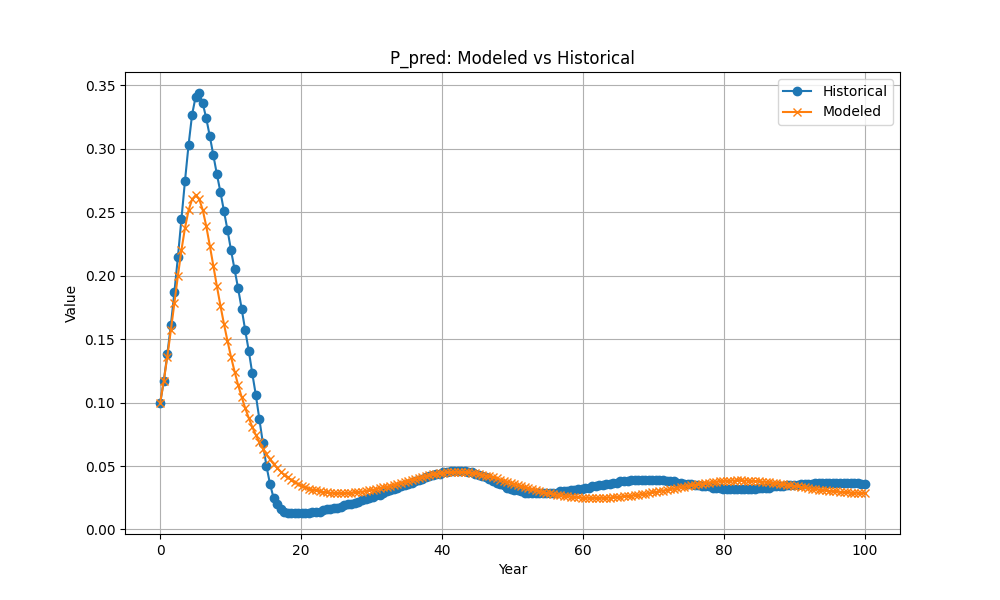 P_pred: Modeled vs Historical
Historical
Modeled
Value
0.35
0.30
0.25
0.20
0.15
0.10
0.05
0.00
0 20 40 60 80 100
Year